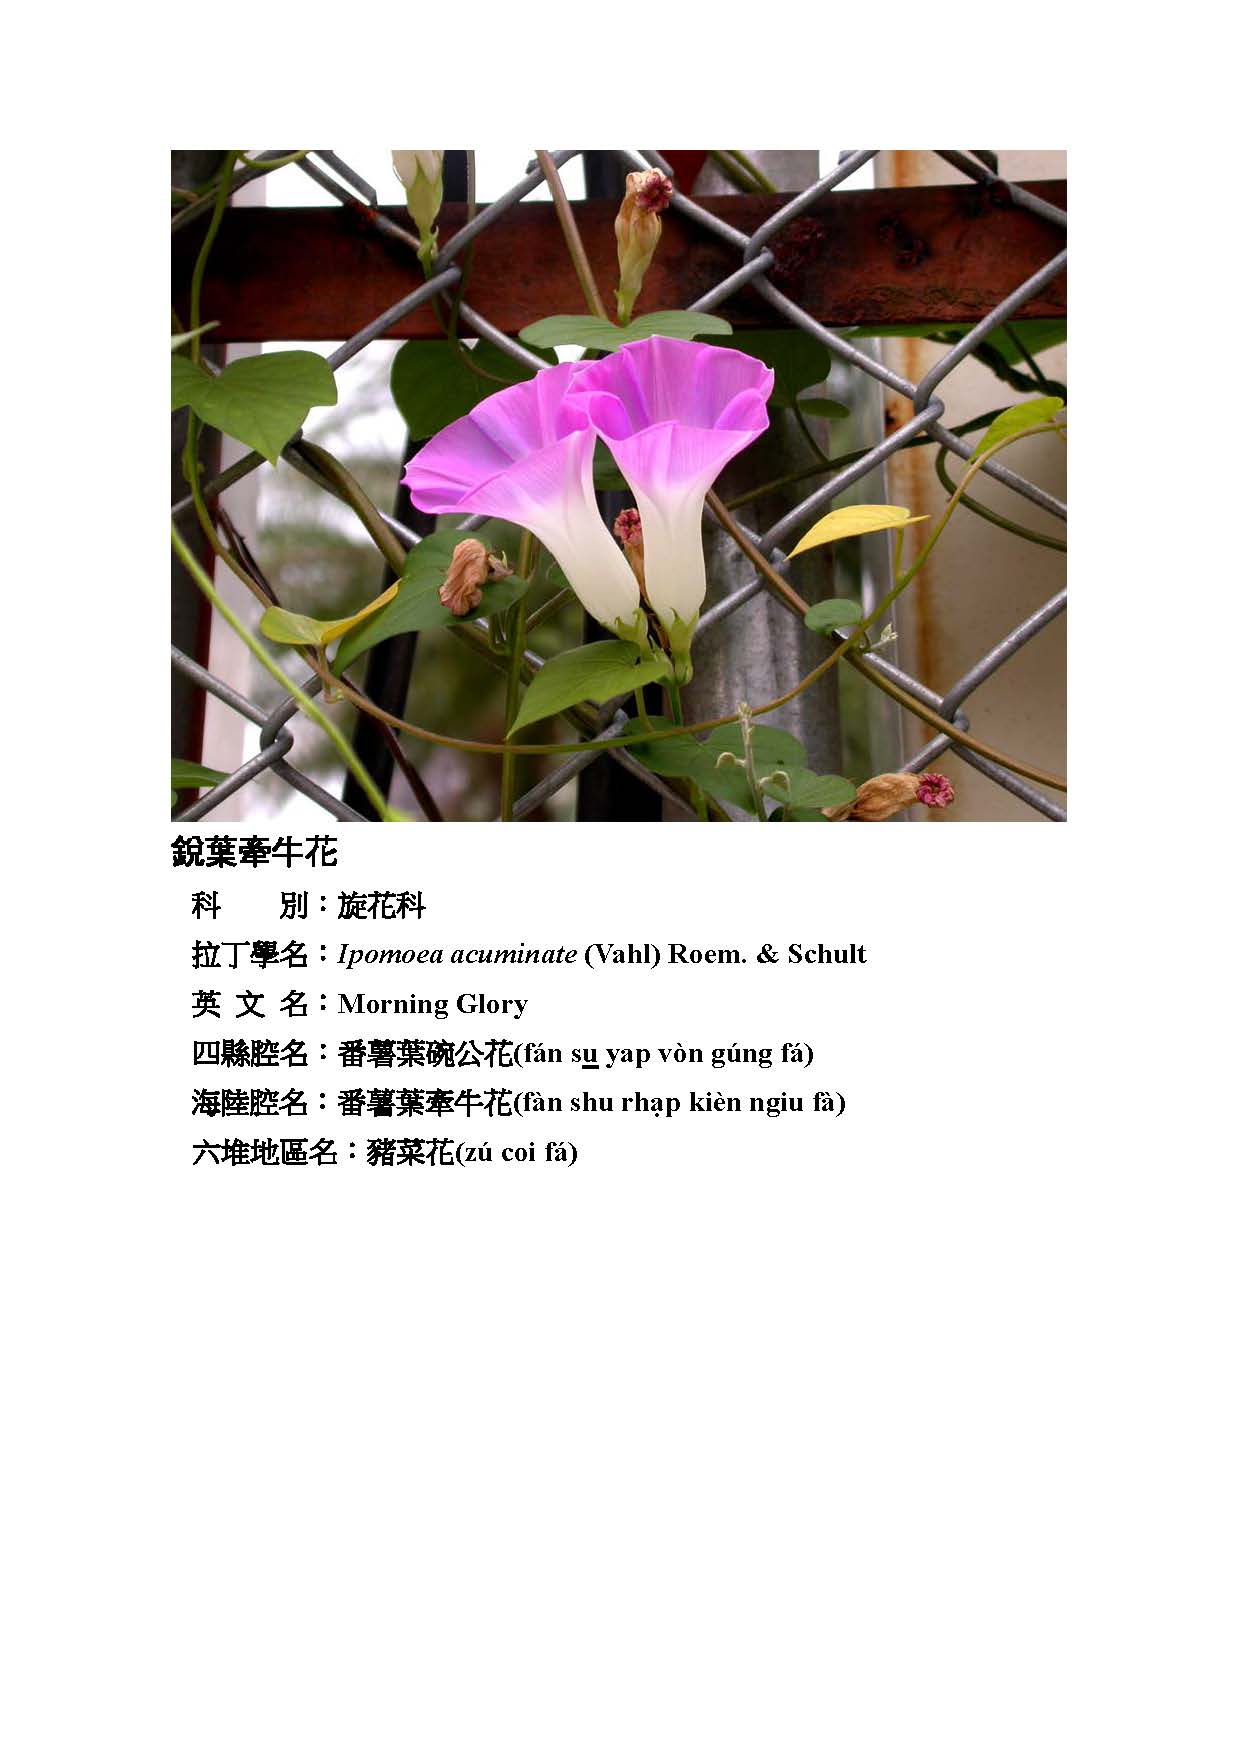 銳葉牽牛花
科　　別：旋花科
拉丁學名：Ipomoea acuminate (Vahl) Roem. & Schult
英 文 名：Morning Glory
四縣腔名：番薯葉碗公花(fán su yap vòn gúng fá)
海陸腔名：番薯葉牽牛花(fàn shu rhạp kièn ngiu fà)
六堆地區名：豬菜花(zú coi fá)